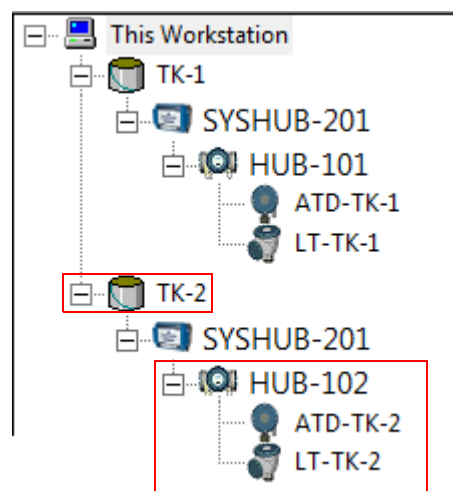 This Workstation
TK-1
SYSHUB-201
HUB-101
ATD-TK-1
LT-TK-1
TK-2
SYSHUB-201
HUB-102
ATD-TK-2
LT-TK-2